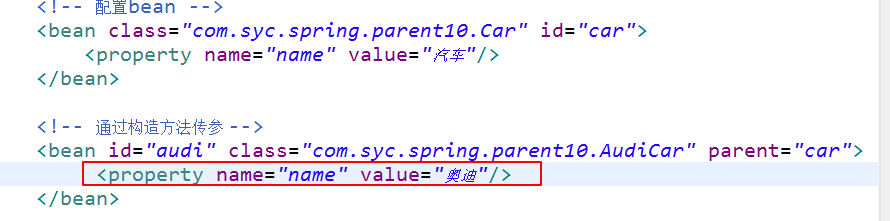 <!-- 配置bean -->
<bean class="com.syc.spring.parent10.Car" id="car">
<property name="name" value="汽车"/>
</bean>
<!-- 通过构造方法传参 -->
<bean id="audi" class="com.syc.spring.parent10.AudiCar" parent="car">
<property name="name" value="奥迪"/>
</bean>